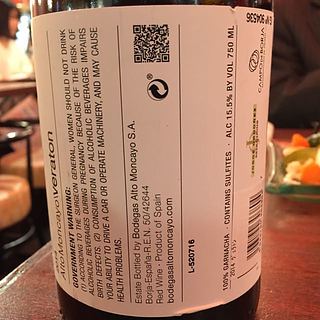 AltoMoncayoVeraton
GOVERNMENT WARNING:
ACCORDING TO THE SURGEON GENERAL, WOMEN SHOULD NOT DRINK
ALCOHOLIC BEVERAGES DURING PREGNANCY BECAUSE OF THE RISK OF
BIRTH DEFECTS. (2) CONSUMPTION OF ALCOHOLIC BEVERAGES IMPAIRS
YOUR ABILITY TO DRIVE A CAR OR OPERATE MACHINERY, AND MAY CAUSE
HEALTH PROBLEMS.
Estate Bottled by Bodegas Alto Moncayo S.A.
Borja-España-R.E.N. 50/42644
Red Wine · Product of Spain
bodegasaltomoncayo.com
L-520716
100% GARNACHA · CONTAINS SULFITES · ALC 15.5% BY VOL 750 ML
CAMPO DE BORJA
904536